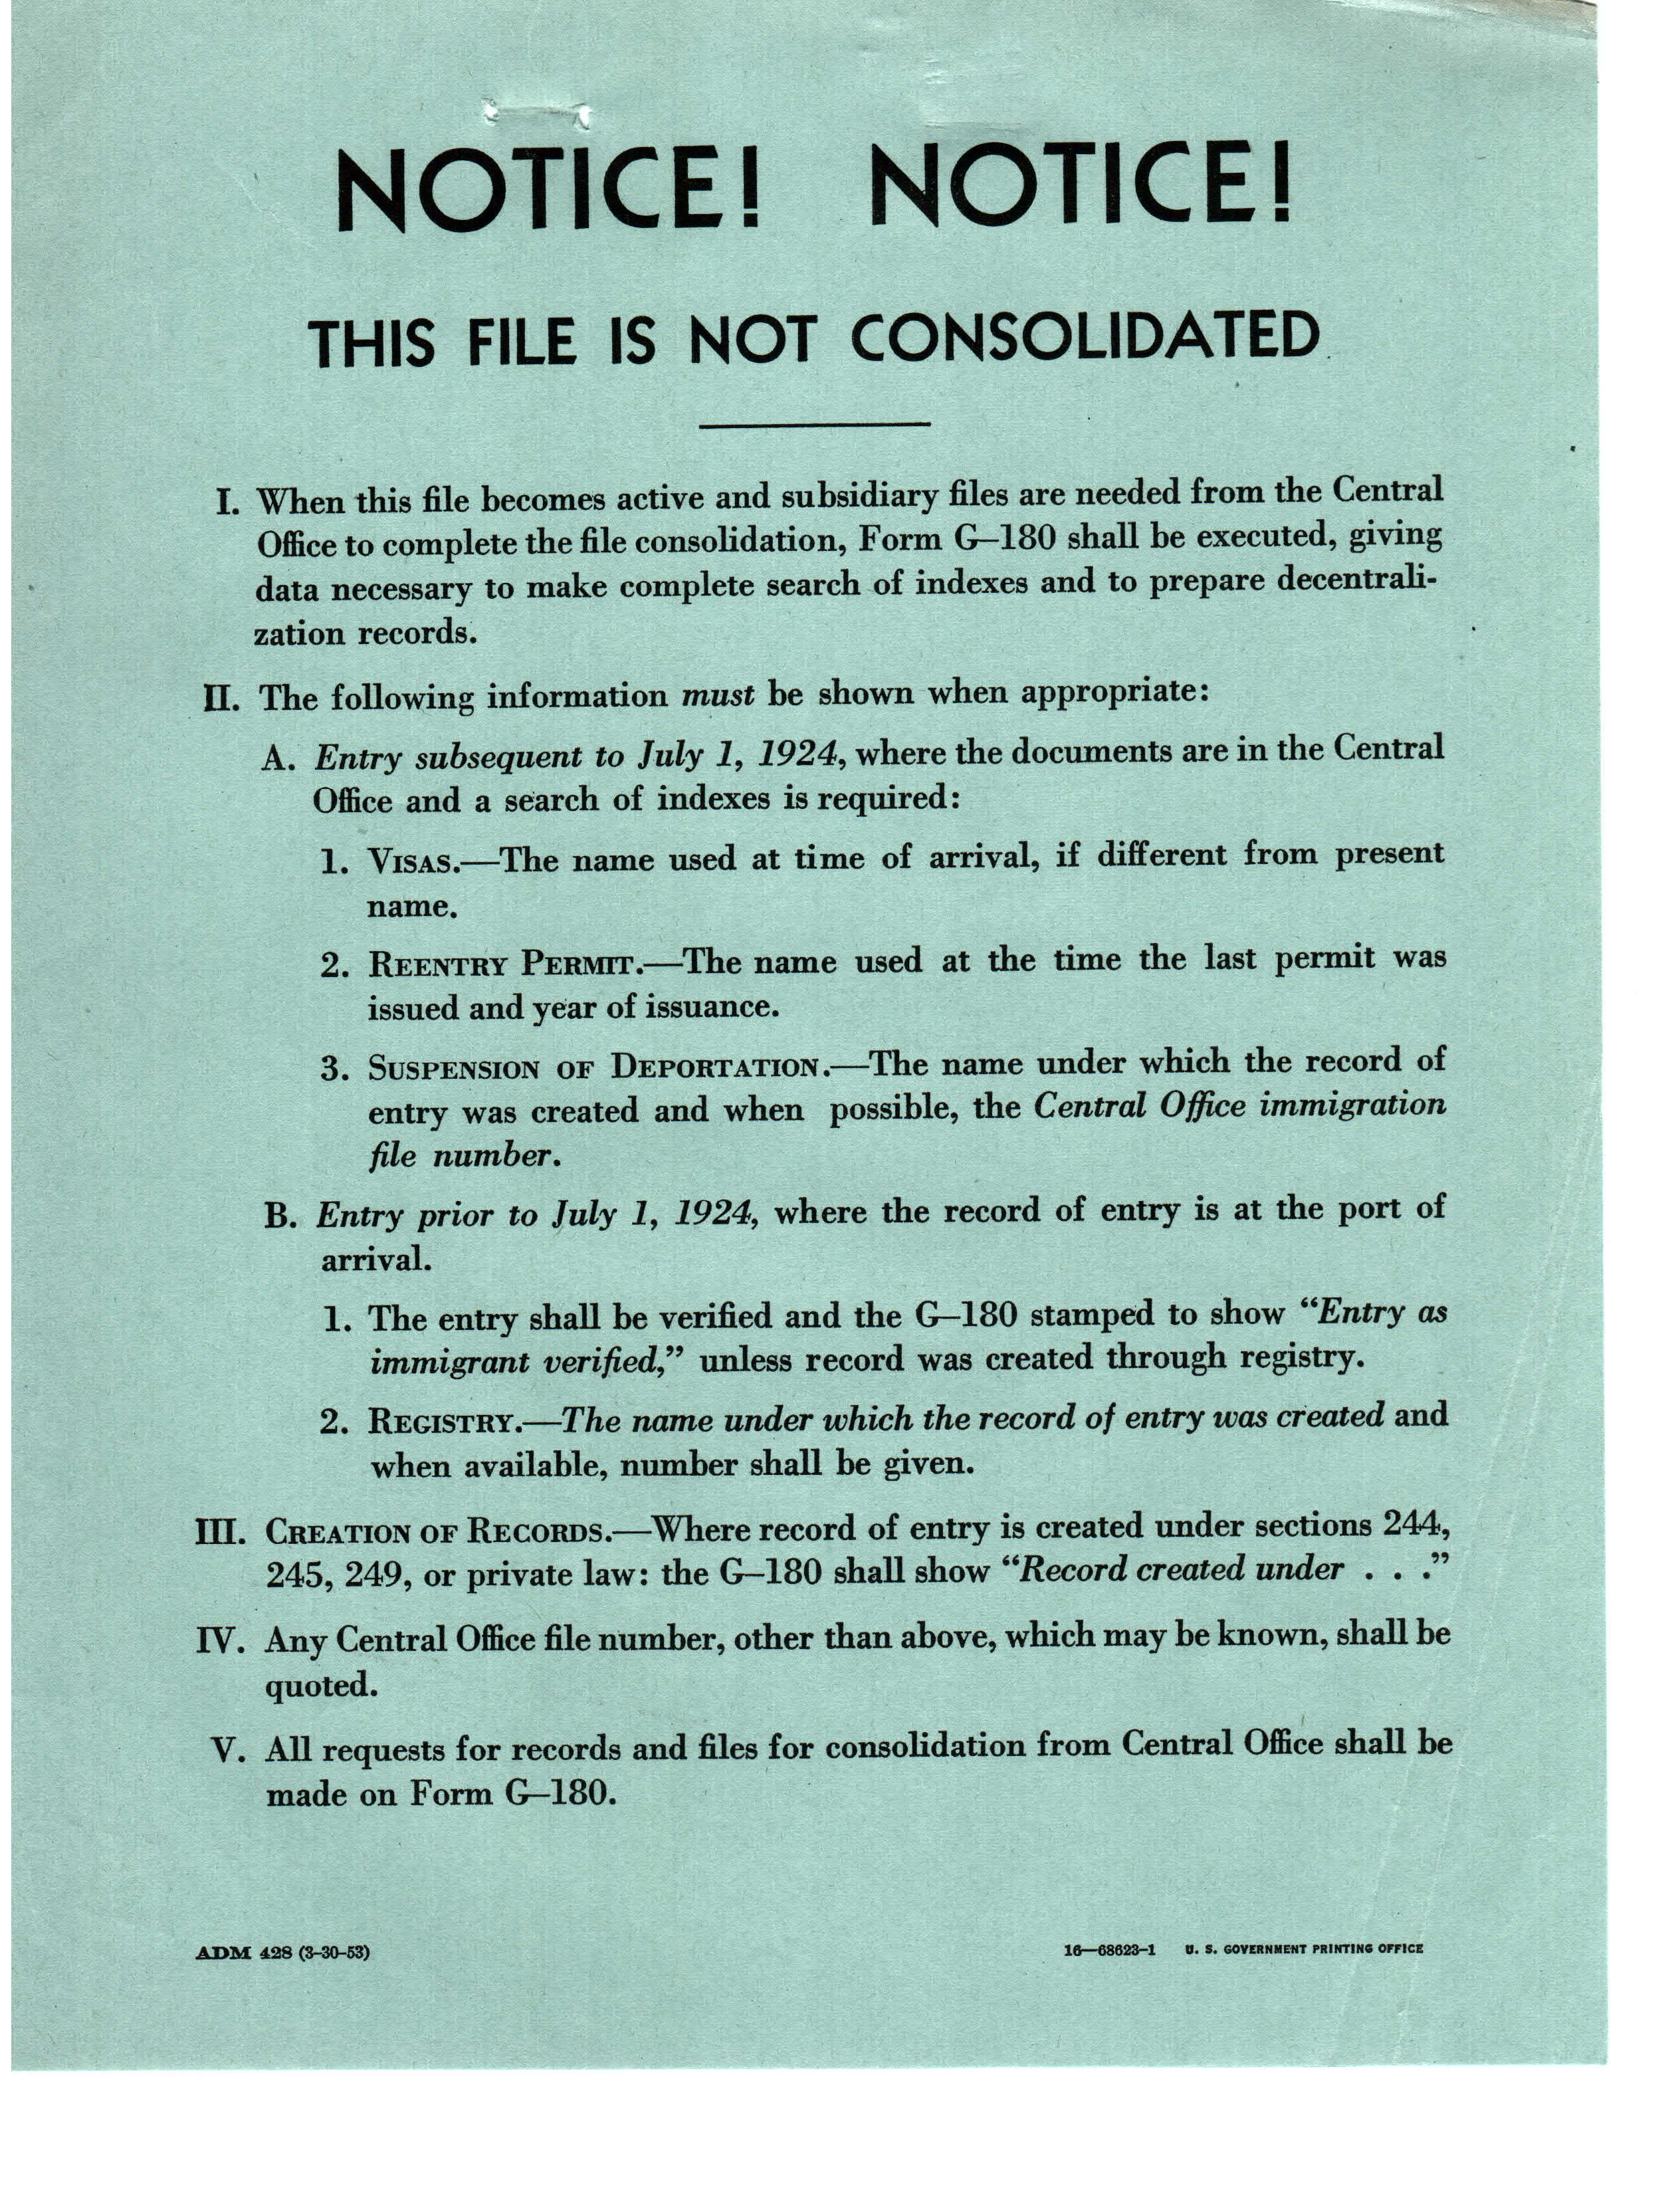 NOTICE! NOTICE!
THIS FILE IS NOT CONSOLIDATED
I. When this file becomes active and subsidiary files are needed from the Central
Office to complete the file consolidation, Form G–180 shall be executed, giving
data necessary to make complete search of indexes and to prepare decentrali-
zation records.
II. The following information must be shown when appropriate:
A. Entry subsequent to July 1, 1924, where the documents are in the Central
Office and a search of indexes is required:
1. VISAS.—The name used at time of arrival, if different from present
name.
2. REENTRY PERMIT.—The name used at the time the last permit was
issued and year of issuance.
3. SUSPENSION OF DEPORTATION.—The name under which the record of
entry was created and when possible, the Central Office immigration
file number.
B. Entry prior to July 1, 1924, where the record of entry is at the port of
arrival.
1. The entry shall be verified and the G–180 stamped to show “Entry as
immigrant verified,” unless record was created through registry.
2. REGISTRY.—The name under which the record of entry was created and
when available, number shall be given.
III. CREATION OF RECORDS.—Where record of entry is created under sections 244,
245, 249, or private law: the G–180 shall show “Record created under . . .”
IV. Any Central Office file number, other than above, which may be known, shall be
quoted.
V. All requests for records and files for consolidation from Central Office shall be
made on Form G–180.
ADM 428 (3–30–53) 16—68623–1 U. S. GOVERNMENT PRINTING OFFICE